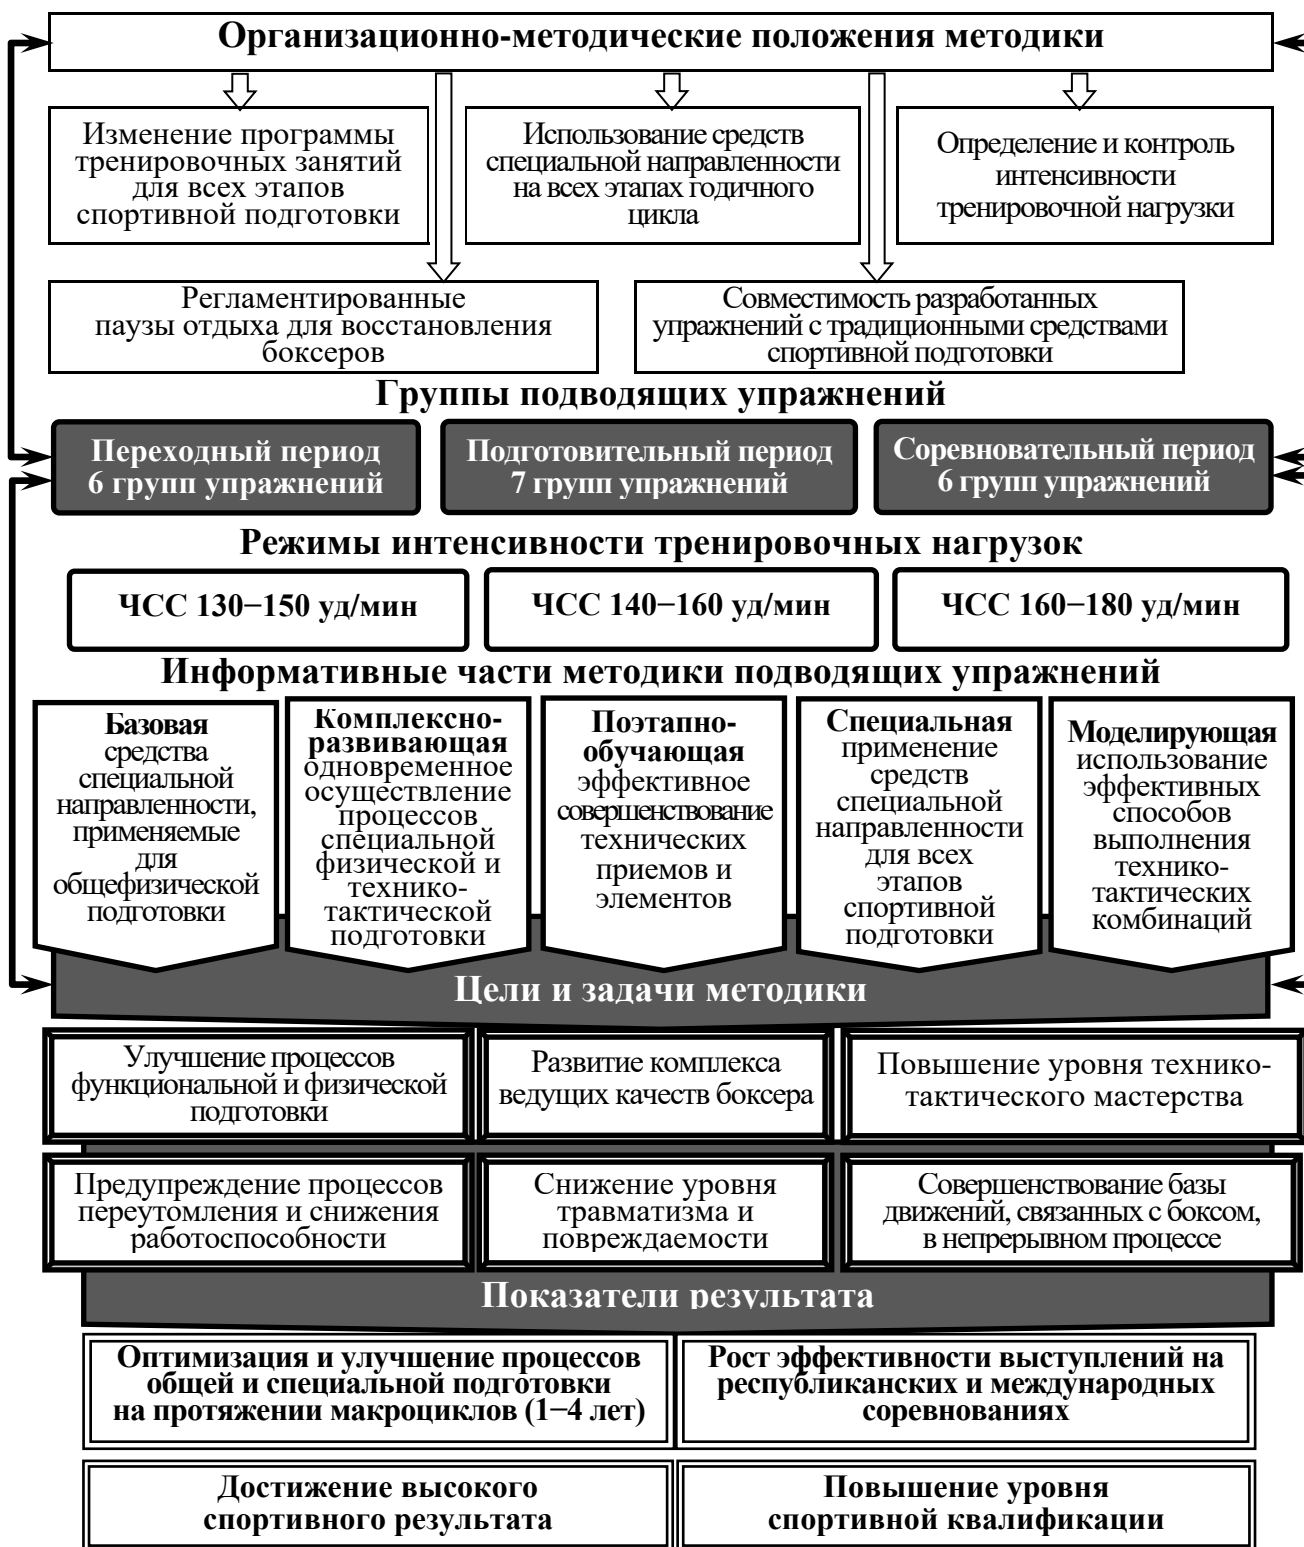 Организационно-методические положения методики
Изменение программы
тренировочных занятий
для всех этапов
спортивной подготовки
Использование средств
специальной направленности
на всех этапах годичного
цикла
Определение и контроль
интенсивности
тренировочной нагрузки
Регламентированные
паузы отдыха для восстановления
боксеров
Совместимость разработанных
упражнений с традиционными средствами
спортивной подготовки
Группы подводящих упражнений
Переходный период
6 групп упражнений
Подготовительный период
7 групп упражнений
Соревновательный период
6 групп упражнений
Режимы интенсивности тренировочных нагрузок
ЧСС 130−150 уд/мин
ЧСС 140−160 уд/мин
ЧСС 160−180 уд/мин
Информативные части методики подводящих упражнений
Базовая
средства
специальной
направленности,
применяемые
для
общефизической
подготовки
Комплексно-
развивающая
одновременное
осуществление
процессов
специальной
физической и
технико-
тактической
подготовки
Поэтапно-
обучающая
эффективное
совершенствование
технических
приемов и
элементов
Специальная
применение
средств
специальной
направленности
для всех
этапов
спортивной
подготовки
Моделирующая
использование
эффективных
способов
выполнения
технико-
тактических
комбинаций
Цели и задачи методики
Улучшение процессов
функциональной и физической
подготовки
Развитие комплекса
ведущих качеств боксера
Повышение уровня технико-
тактического мастерства
Предупреждение процессов
переутомления и снижения
работоспособности
Снижение уровня
травматизма и
повреждаемости
Совершенствование базы
движений, связанных с боксом,
в непрерывном процессе
Показатели результата
Оптимизация и улучшение процессов
общей и специальной подготовки
на протяжении макроциклов (1−4 лет)
Рост эффективности выступлений на
республиканских и международных
соревнованиях
Достижение высокого
спортивного результата
Повышение уровня
спортивной квалификации